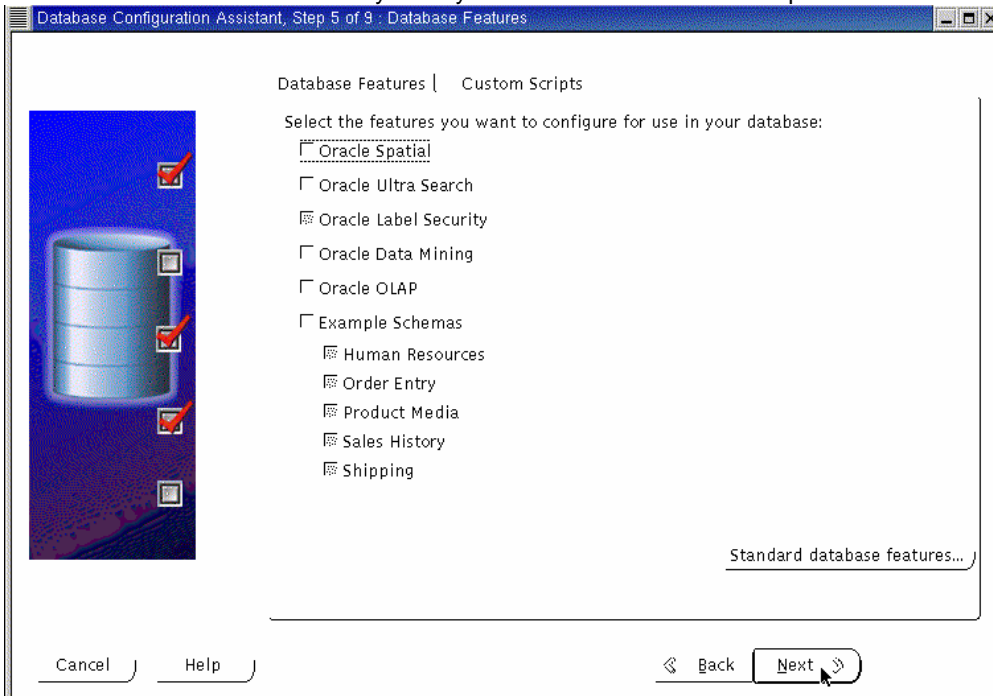 Database Configuration Assistant, Step 5 of 9 : Database Features
Database Features Custom Scripts
Select the features you want to configure for use in your database:
Oracle Spatial
Oracle Ultra Search
Oracle Label Security
Oracle Data Mining
Oracle OLAP
Example Schemas
Human Resources
Order Entry
Product Media
Sales History
Shipping
Standard database features...
Cancel Help Back Next